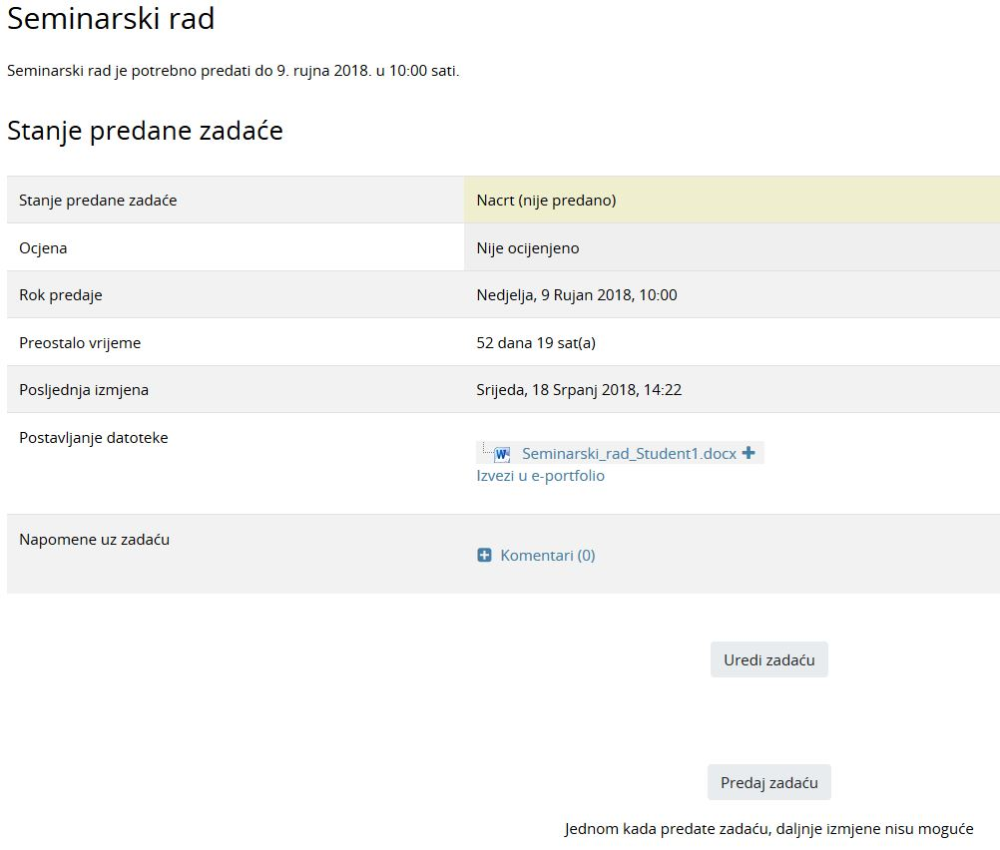 Seminarski rad
Seminarski rad je potrebno predati do 9. rujna 2018. u 10:00 sati.
Stanje predane zadaće
Stanje predane zadaće Nacrt (nije predano)
Ocjena Nije ocijenjeno
Rok predaje Nedjelja, 9 Rujan 2018, 10:00
Preostalo vrijeme 52 dana 19 sat(a)
Posljednja izmjena Srijeda, 18 Srpanj 2018, 14:22
Postavljanje datoteke
Seminarski_rad_Student1.docx
Izvezi u e-portfolio
Napomene uz zadaću
Komentari (0)
Uredi zadaću
Predaj zadaću
Jednom kada predate zadaću, daljnje izmjene nisu moguće